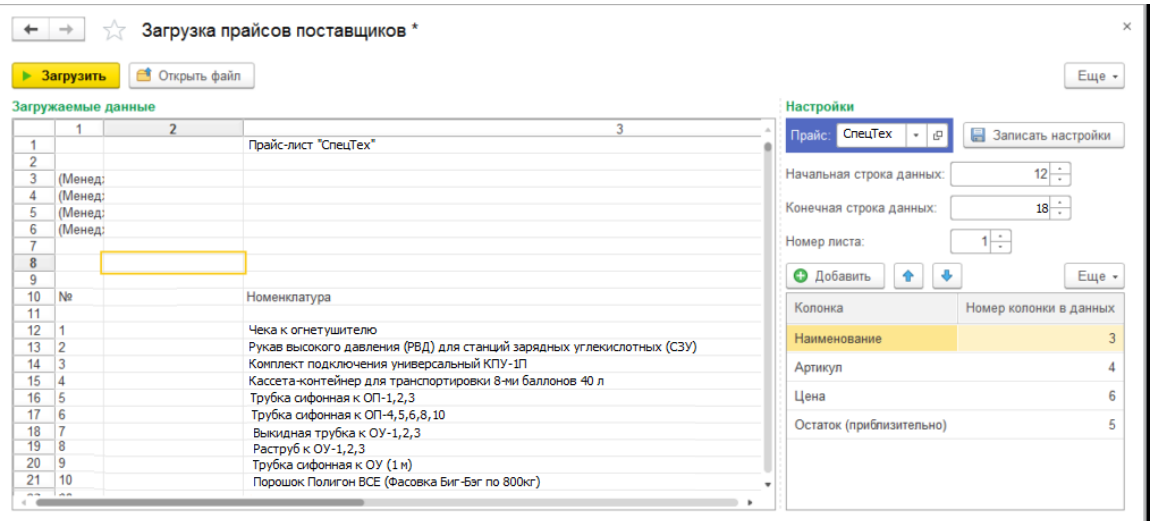 Загрузка прайсов поставщиков *
Загрузить Открыть файл Еще
Загружаемые данные Настройки
1 2 3
1 Прайс-лист "СпецТех"
2
3 (Менед:
4 (Менед:
5 (Менед:
6 (Менед:
7
8
9
10 № Номенклатура
11
12 1 Чека к огнетушителю
13 2 Рукав высокого давления (РВД) для станций зарядных углекислотных (СЗУ)
14 3 Комплект подключения универсальный КПУ-1П
15 4 Кассета-контейнер для транспортировки 8-ми баллонов 40 л
16 5 Трубка сифонная к ОП-1,2,3
17 6 Трубка сифонная к ОП-4,5,6,8,10
18 7 Выкидная трубка к ОУ-1,2,3
19 8 Раструб к ОУ-1,2,3
20 9 Трубка сифонная к ОУ (1 м)
21 10 Порошок Полигон ВСЕ (Фасовка Биг-Бэг по 800кг)
Прайс: СпецТех Записать настройки
Начальная строка данных: 12
Конечная строка данных: 18
Номер листа: 1
Добавить Еще
Колонка Номер колонки в данных
Наименование 3
Артикул 4
Цена 6
Остаток (приблизительно) 5